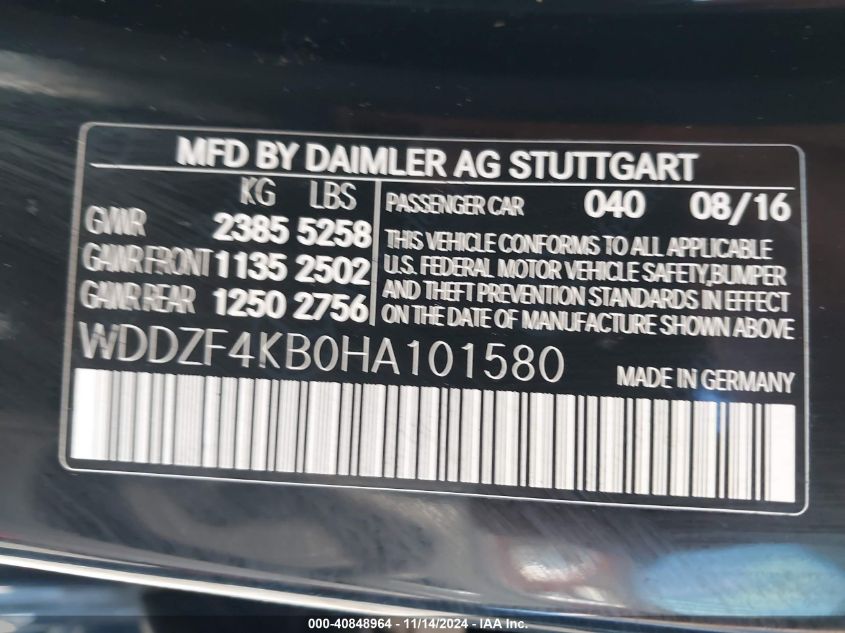 MFD BY DAIMLER AG STUTTGART
KG LBS
GVWR 2385 5258
GAWR FRONT 1135 2502
GAWR REAR 1250 2756
PASSENGER CAR 040 08/16
THIS VEHICLE CONFORMS TO ALL APPLICABLE
U.S. FEDERAL MOTOR VEHICLE SAFETY,BUMPER
AND THEFT PREVENTION STANDARDS IN EFFECT
ON THE DATE OF MANUFACTURE SHOWN ABOVE
WDDZF4KB0HA101580
MADE IN GERMANY
000-40848964 - 11/14/2024 - IAA Inc.